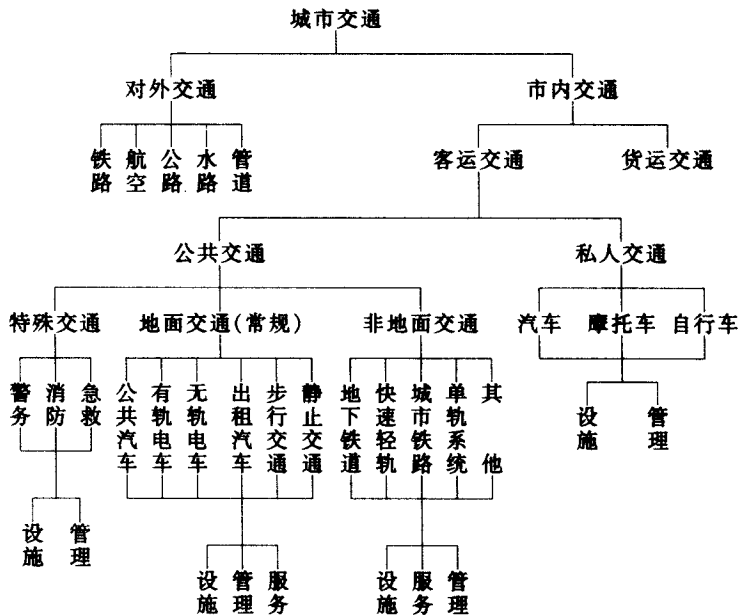 城市交通
对外交通
市内交通
铁路
航空
公路
水路
管道
客运交通
货运交通
公共交通
私人交通
特殊交通
地面交通(常规)
非地面交通
汽车
摩托车
自行车
警务
消防
急救
公共汽车
有轨电车
无轨电车
出租汽车
步行交通
静止交通
地下铁道
快速轻轨
城市铁路
单轨系统
其他
设施
管理
设施
管理
设施
管理
服务
设施
服务
管理